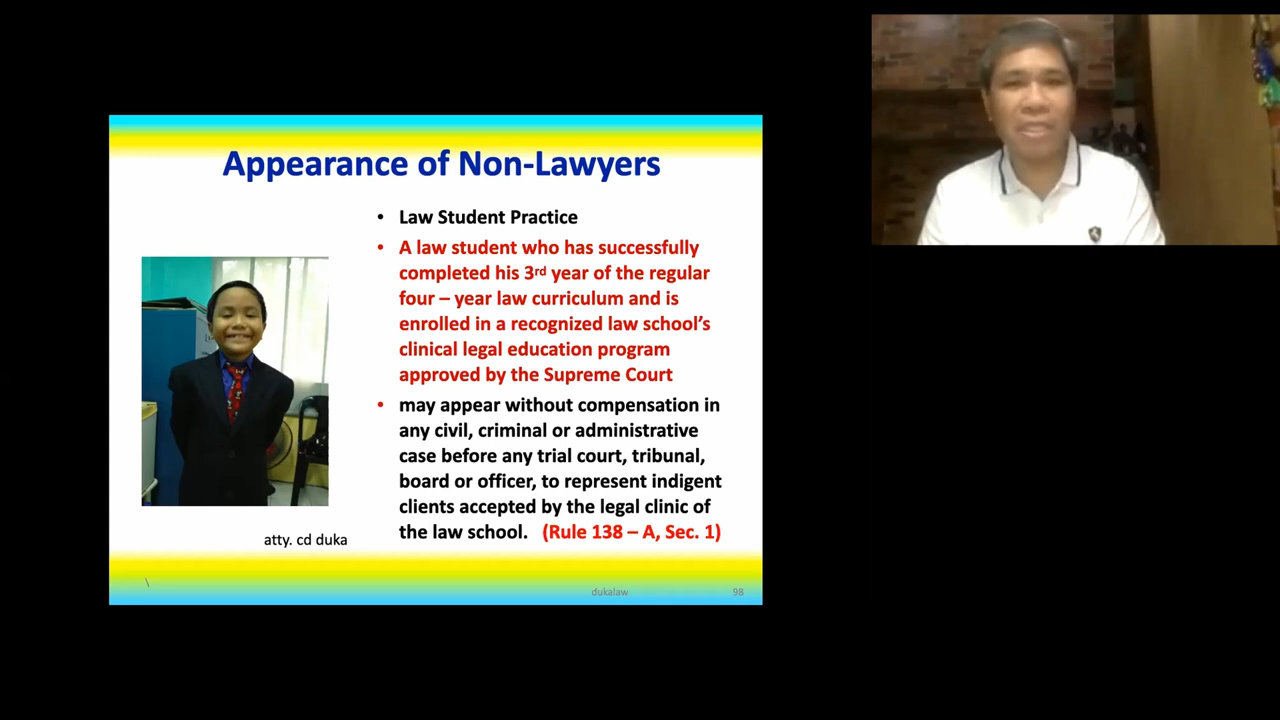 Appearance of Non-Lawyers
• Law Student Practice
• A law student who has successfully
completed his 3rd year of the regular
four – year law curriculum and is
enrolled in a recognized law school's
clinical legal education program
approved by the Supreme Court
• may appear without compensation in
any civil, criminal or administrative
case before any trial court, tribunal,
board or officer, to represent indigent
clients accepted by the legal clinic of
the law school. (Rule 138 – A, Sec. 1)
atty. cd duka
\
dukalaw
98